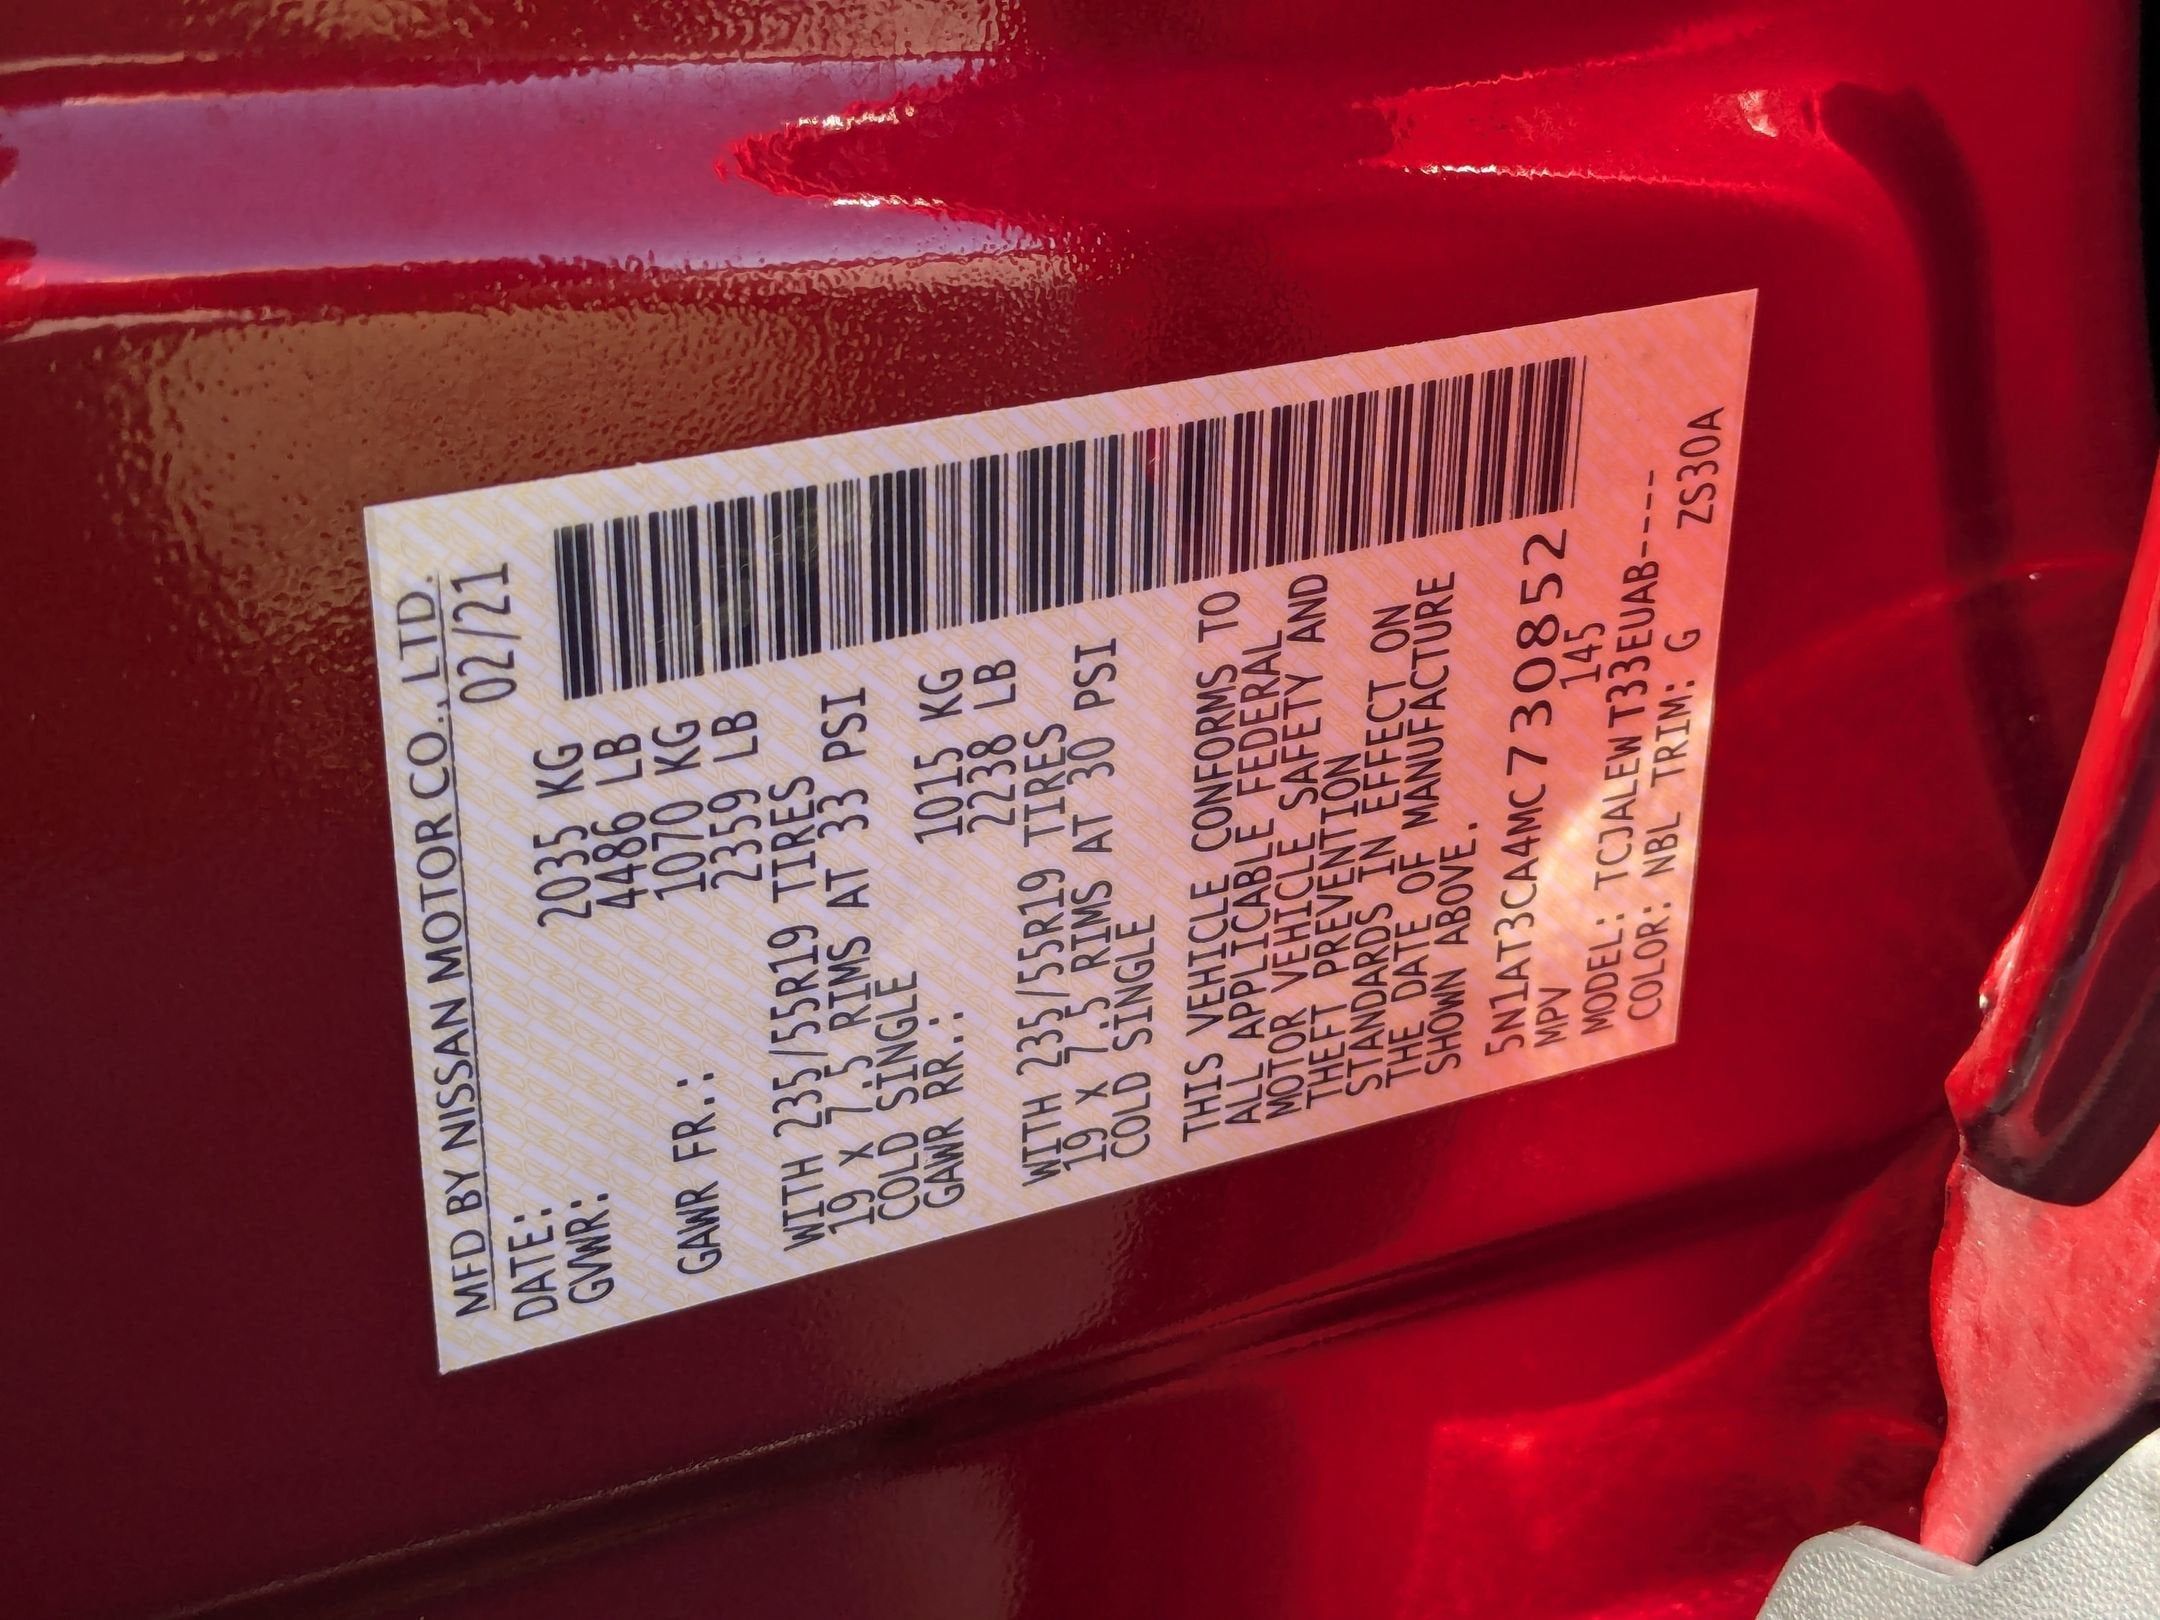 MFD BY NISSAN MOTOR CO., LTD.
DATE: 02/21
GVWR: 2035 KG
4486 LB
GAWR FR.: 1070 KG
2359 LB
WITH 235/55R19 TIRES
19 X 7.5 RIMS AT 33 PSI
COLD SINGLE
GAWR RR.: 1015 KG
2238 LB
WITH 235/55R19 TIRES
19 X 7.5 RIMS AT 30 PSI
COLD SINGLE
THIS VEHICLE CONFORMS TO
ALL APPLICABLE FEDERAL
MOTOR VEHICLE SAFETY AND
THEFT PREVENTION
STANDARDS IN EFFECT ON
THE DATE OF MANUFACTURE
SHOWN ABOVE.
5N1AT3CA4MC730852
MPV 145
MODEL: TCJALEWT33EUAB----
COLOR: NBL TRIM: G ZS30A